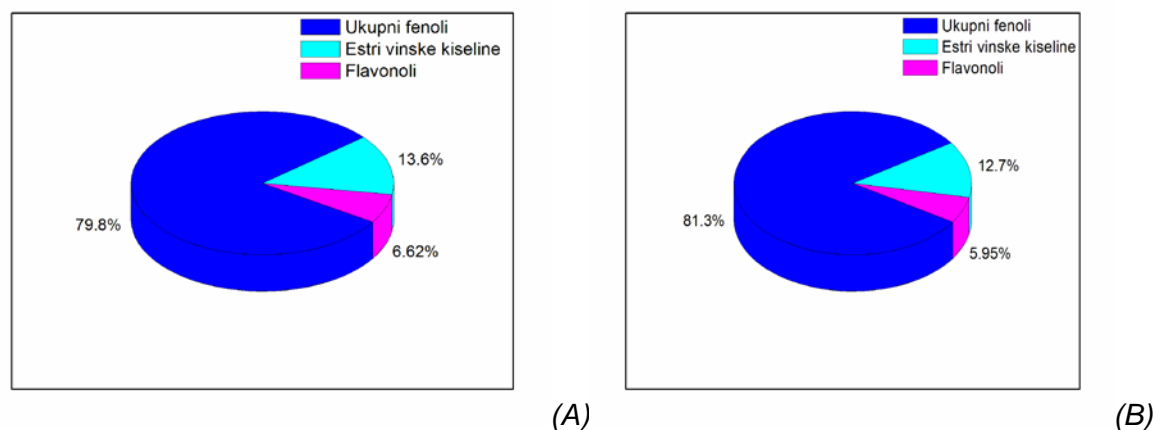 Ukupni fenoli
Estri vinske kiseline
Flavonoli
13.6%
79.8%
6.62%
(A)
Ukupni fenoli
Estri vinske kiseline
Flavonoli
12.7%
81.3%
5.95%
(B)